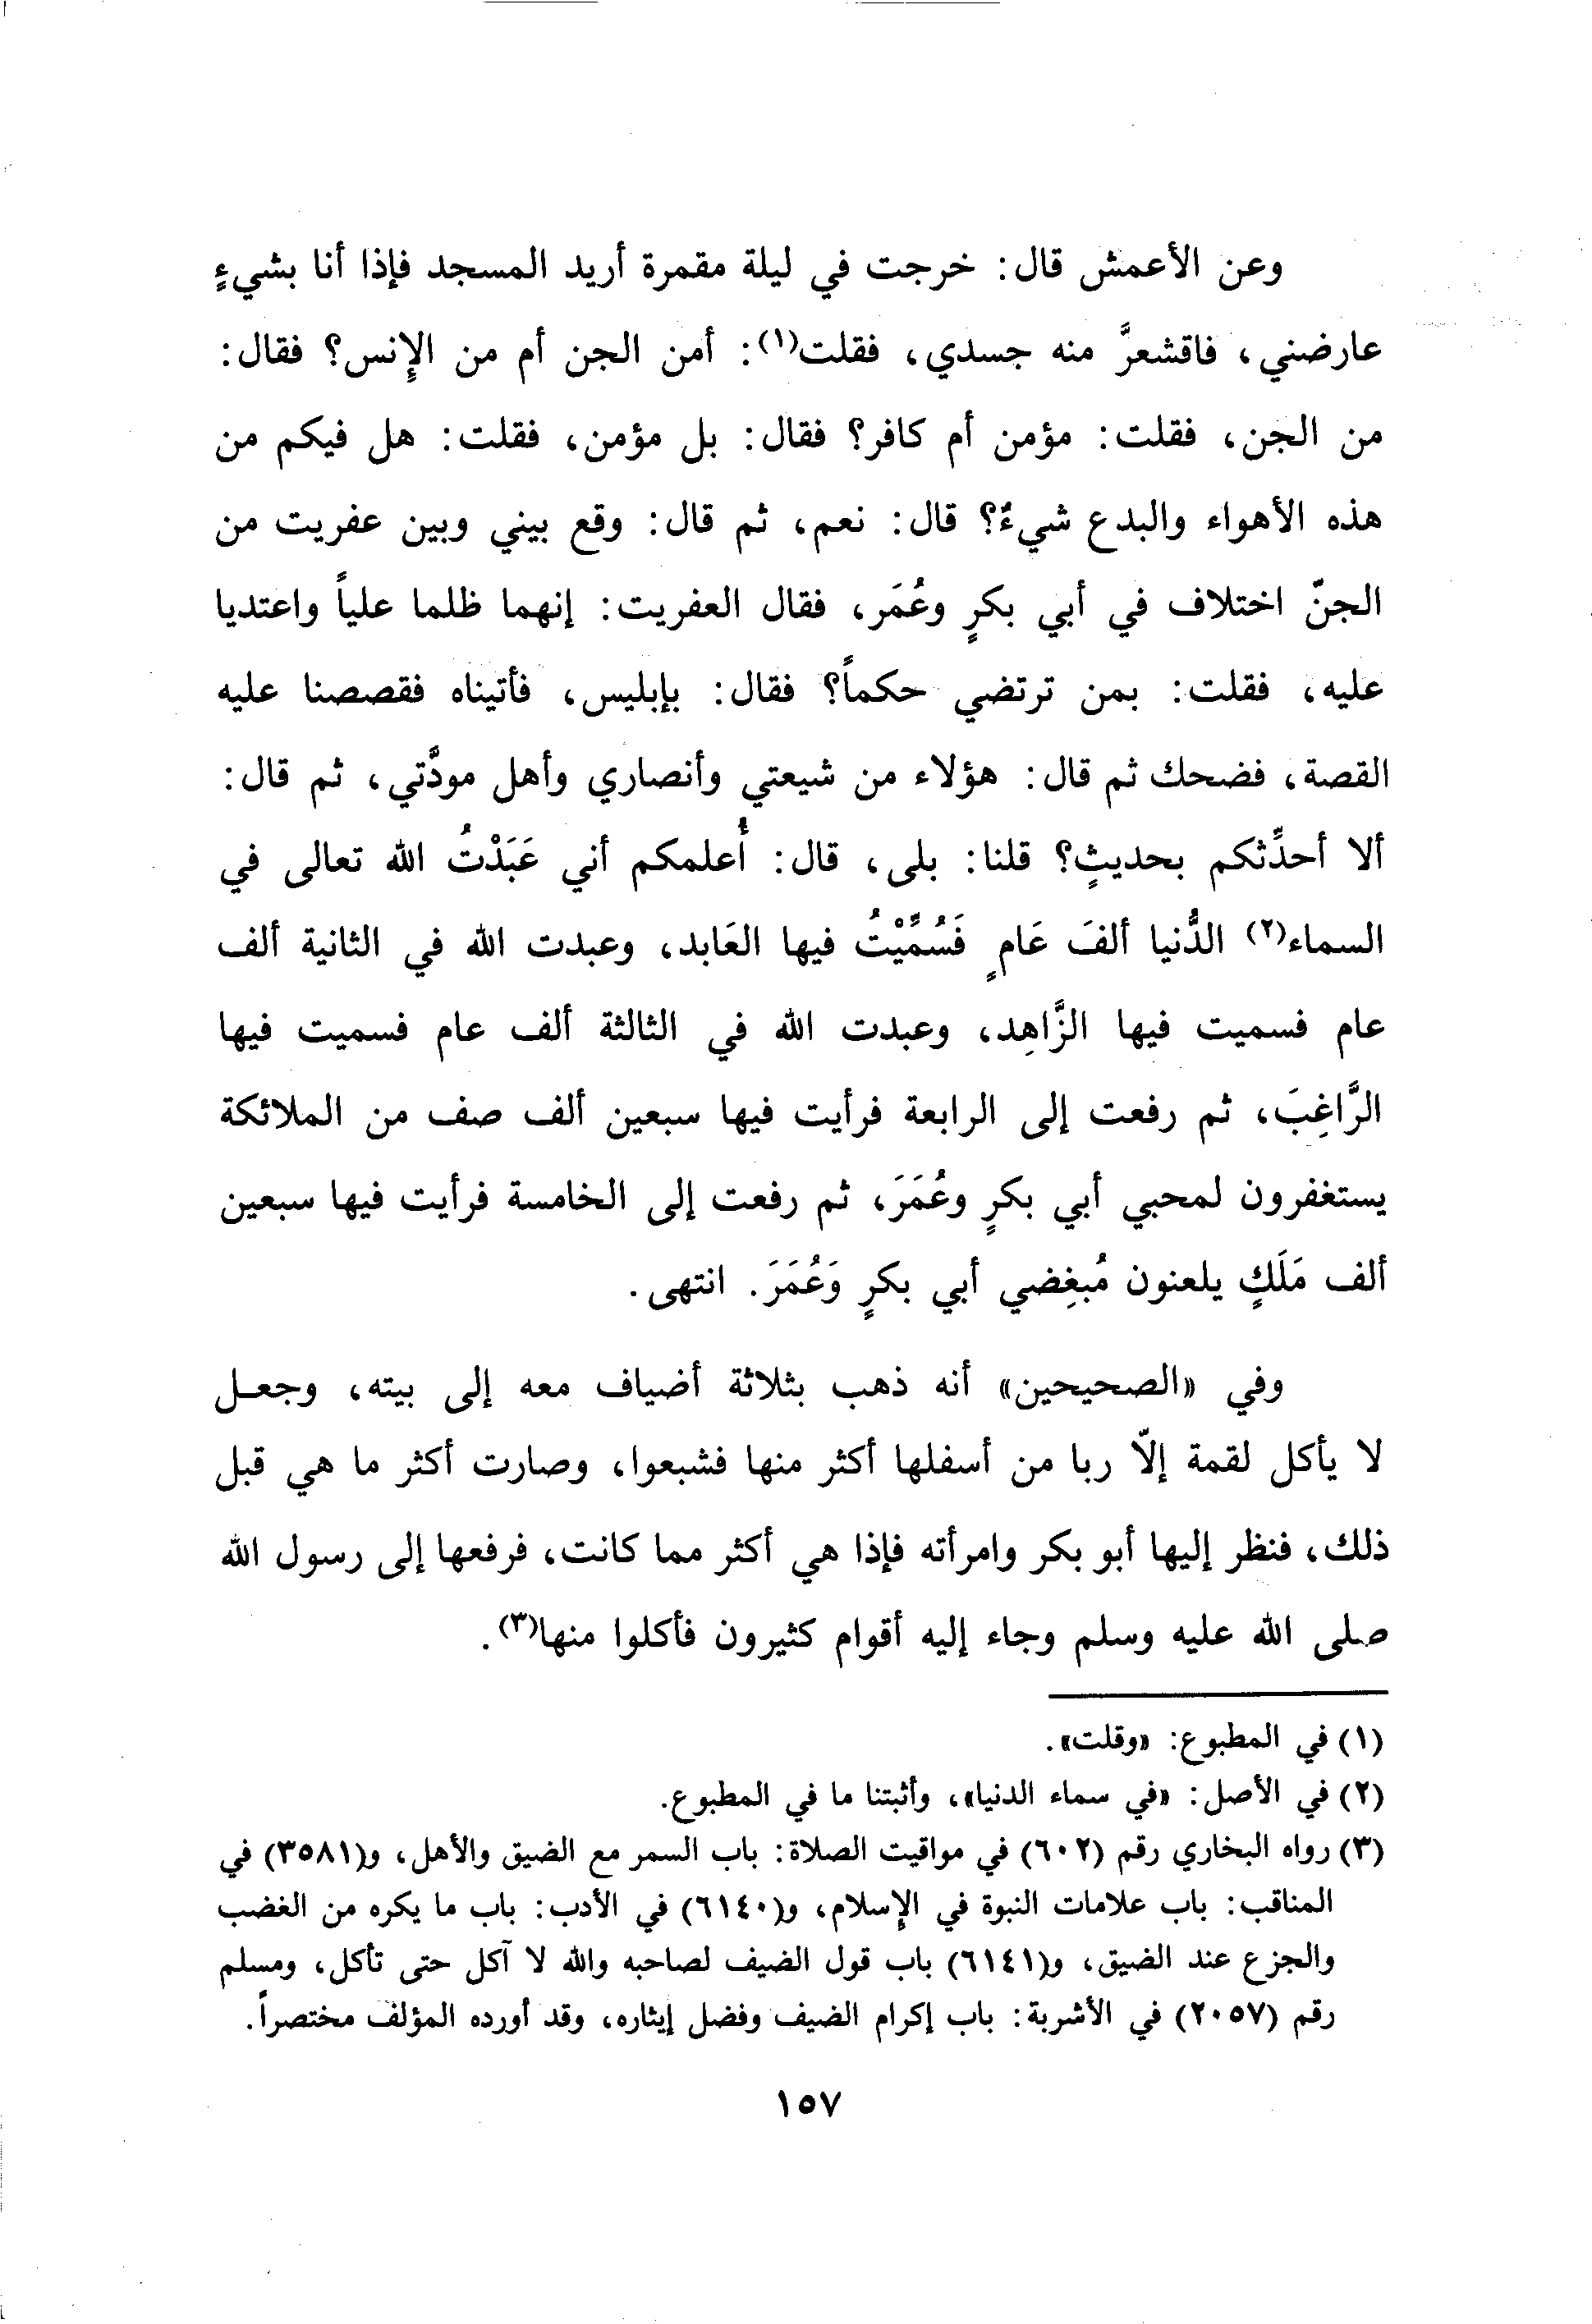 وعن الأعمش قال: خرجت في ليلة مقمرة أريد المسجد فإذا أنا بشيءٍ
عارضني، فاقشعرَّ منه جسدي، فقلت(١): أمن الجن أم من الإنس؟ فقال:
من الجن، فقلت: مؤمن أم كافر؟ فقال: بل مؤمن، فقلت: هل فيكم من
هذه الأهواء والبدع شيءٌ؟ قال: نعم، ثم قال: وقع بيني وبين عفريت من
الجنّ اختلاف في أبي بكرٍ وعُمَر، فقال العفريت: إنهما ظلما علياً واعتديا
عليه، فقلت: بمن ترتضي حكماً؟ فقال: بإبليس، فأتيناه فقصصنا عليه
القصة، فضحك ثم قال: هؤلاء من شيعتي وأنصاري وأهل مودَّتي، ثم قال:
ألا أحدِّثكم بحديثٍ؟ قلنا: بلى، قال: أُعلمكم أني عَبَدْتُ الله تعالى في
السماء(٢) الدُّنيا ألفَ عَامٍ فَسُمِّيْتُ فيها العَابد، وعبدت الله في الثانية ألف
عام فسميت فيها الزَّاهِد، وعبدت الله في الثالثة ألف عام فسميت فيها
الرَّاغِبَ، ثم رفعت إلى الرابعة فرأيت فيها سبعين ألف صف من الملائكة
يستغفرون لمحبي أبي بكرٍ وعُمَرَ، ثم رفعت إلى الخامسة فرأيت فيها سبعين
ألف مَلَكٍ يلعنون مُبغِضي أبي بكرٍ وَعُمَرَ. انتهى.
وفي «الصحيحين» أنه ذهب بثلاثة أضياف معه إلى بيته، وجعل
لا يأكل لقمة إلّا ربا من أسفلها أكثر منها فشبعوا، وصارت أكثر ما هي قبل
ذلك، فنظر إليها أبو بكر وامرأته فإذا هي أكثر مما كانت، فرفعها إلى رسول الله
صلى الله عليه وسلم وجاء إليه أقوام كثيرون فأكلوا منها(٣).
(١) في المطبوع: «وقلت».
(٢) في الأصل: «في سماء الدنيا»، وأثبتنا ما في المطبوع.
(٣) رواه البخاري رقم (٦٠٢) في مواقيت الصلاة: باب السمر مع الضيق والأهل، و(٣٥٨١) في
المناقب: باب علامات النبوة في الإسلام، و(٦١٤٠) في الأدب: باب ما يكره من الغضب
والجزع عند الضيق، و(٦١٤١) باب قول الضيف لصاحبه والله لا آكل حتى تأكل، ومسلم
رقم (٢٠٥٧) في الأشربة: باب إكرام الضيف وفضل إيثاره، وقد أورده المؤلف مختصراً.
١٥٧